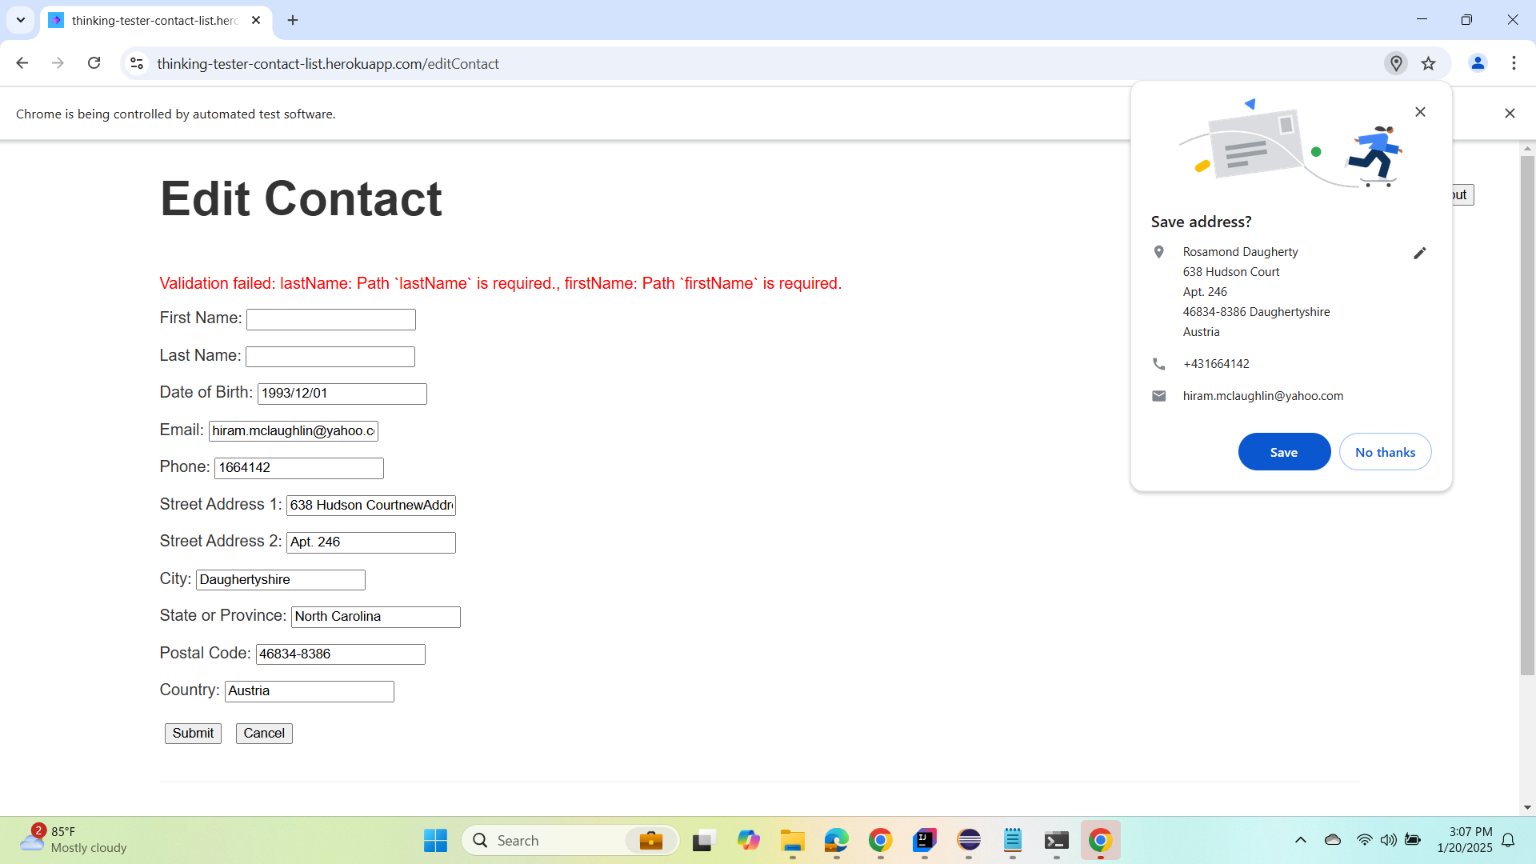 thinking-tester-contact-list.herc
thinking-tester-contact-list.herokuapp.com/editContact
Chrome is being controlled by automated test software.
Edit Contact
Validation failed: lastName: Path `lastName` is required., firstName: Path `firstName` is required.
First Name:
Last Name:
Date of Birth: 1993/12/01
Email: hiram.mclaughlin@yahoo.c
Phone: 1664142
Street Address 1: 638 Hudson CourtnewAddr
Street Address 2: Apt. 246
City: Daughertyshire
State or Province: North Carolina
Postal Code: 46834-8386
Country: Austria
Submit Cancel
Save address?
Rosamond Daugherty
638 Hudson Court
Apt. 246
46834-8386 Daughertyshire
Austria
+431664142
hiram.mclaughlin@yahoo.com
Save No thanks
2
85°F
Mostly cloudy
Search
3:07 PM
1/20/2025